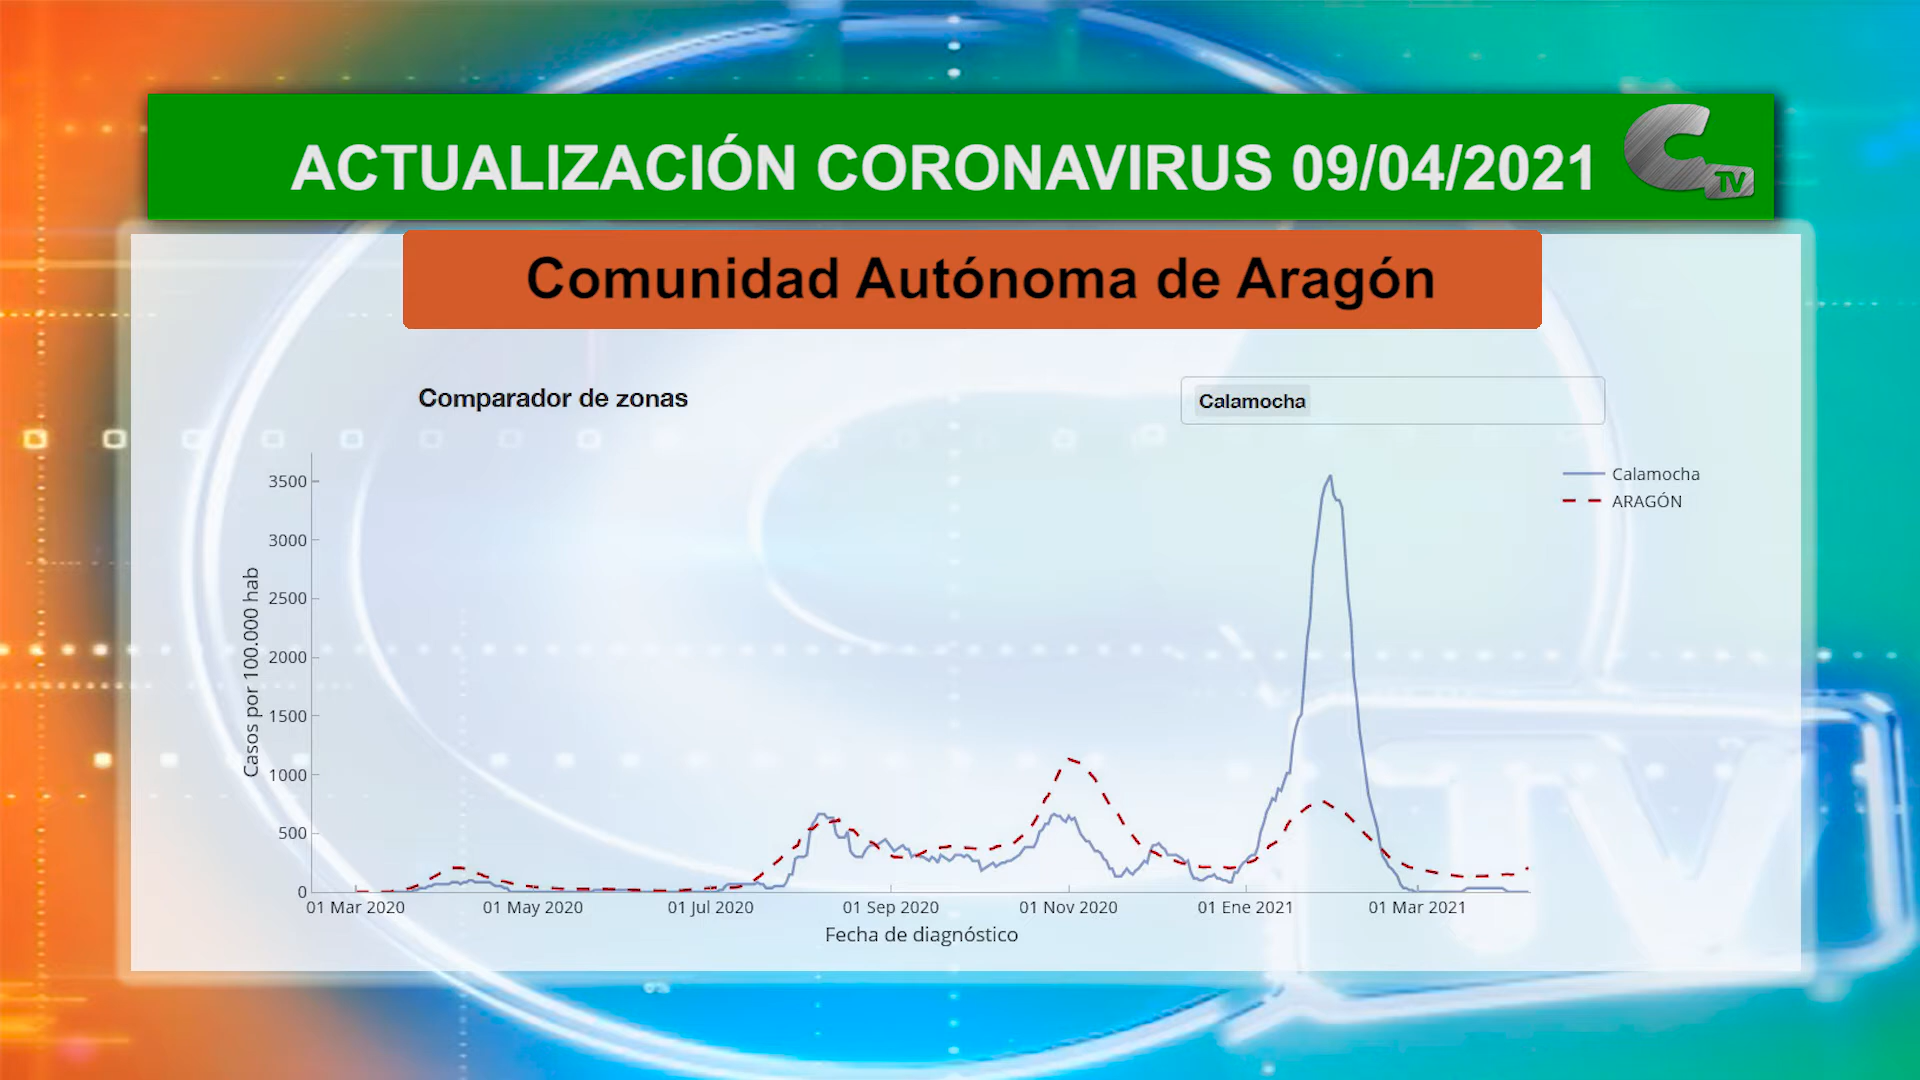 ACTUALIZACIÓN CORONAVIRUS 09/04/2021
TV
Comunidad Autónoma de Aragón
Comparador de zonas
Calamocha
Calamocha
ARAGÓN
3500
3000
2500
2000
1500
1000
500
0
Casos por 100.000 hab
01 Mar 2020
01 May 2020
01 Jul 2020
01 Sep 2020
01 Nov 2020
01 Ene 2021
01 Mar 2021
Fecha de diagnóstico
TV